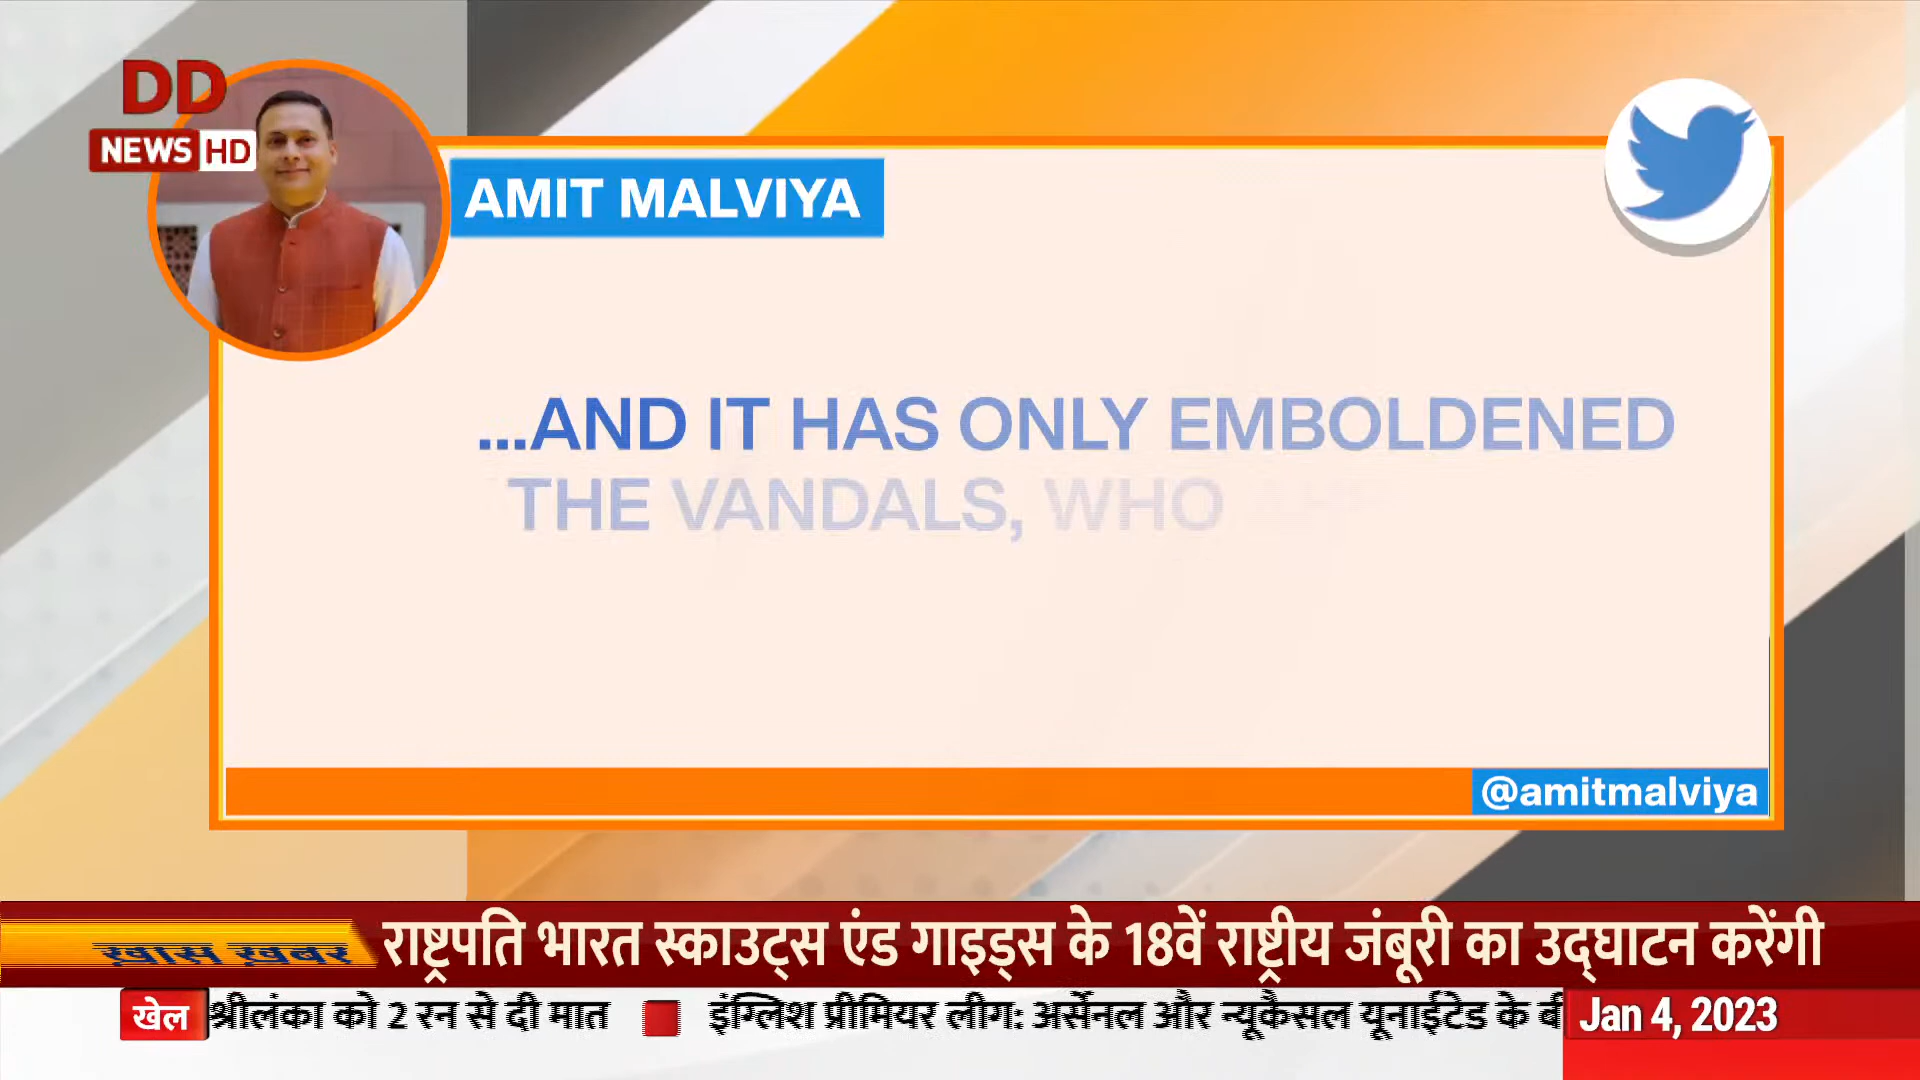 DD
NEWS HD
AMIT MALVIYA
...AND IT HAS ONLY EMBOLDENED
THE VANDALS, WHO
@amitmalviya
ख़ास ख़बर
राष्ट्रपति भारत स्काउट्स एंड गाइड्स के 18वें राष्ट्रीय जंबूरी का उद्घाटन करेंगी
खेल
श्रीलंका को 2 रन से दी मात
इंग्लिश प्रीमियर लीग: आर्सेनल और न्यूकैसल यूनाईटेड के
Jan 4, 2023